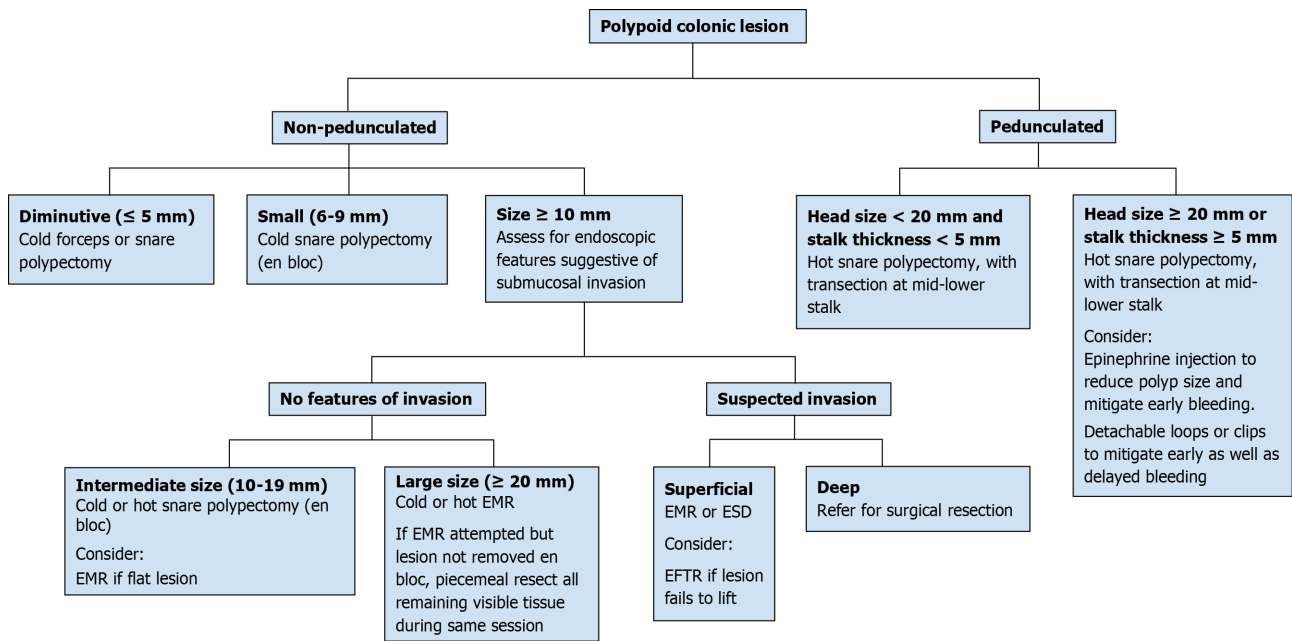 Polypoid colonic lesion
Non-pedunculated
Pedunculated
Diminutive (≤ 5 mm)
Cold forceps or snare
polypectomy
Small (6-9 mm)
Cold snare polypectomy
(en bloc)
Size ≥ 10 mm
Assess for endoscopic
features suggestive of
submucosal invasion
Head size < 20 mm and
stalk thickness < 5 mm
Hot snare polypectomy, with
transection at mid-lower
stalk
Head size ≥ 20 mm or
stalk thickness ≥ 5 mm
Hot snare polypectomy,
with transection at mid-
lower stalk
Consider:
Epinephrine injection to
reduce polyp size and
mitigate early bleeding.
Detachable loops or clips
to mitigate early as well as
delayed bleeding
No features of invasion
Suspected invasion
Intermediate size (10-19 mm)
Cold or hot snare polypectomy (en
bloc)
Consider:
EMR if flat lesion
Large size (≥ 20 mm)
Cold or hot EMR
If EMR attempted but
lesion not removed en
bloc, piecemeal resect all
remaining visible tissue
during same session
Superficial
EMR or ESD
Consider:
EFTR if lesion
fails to lift
Deep
Refer for surgical resection